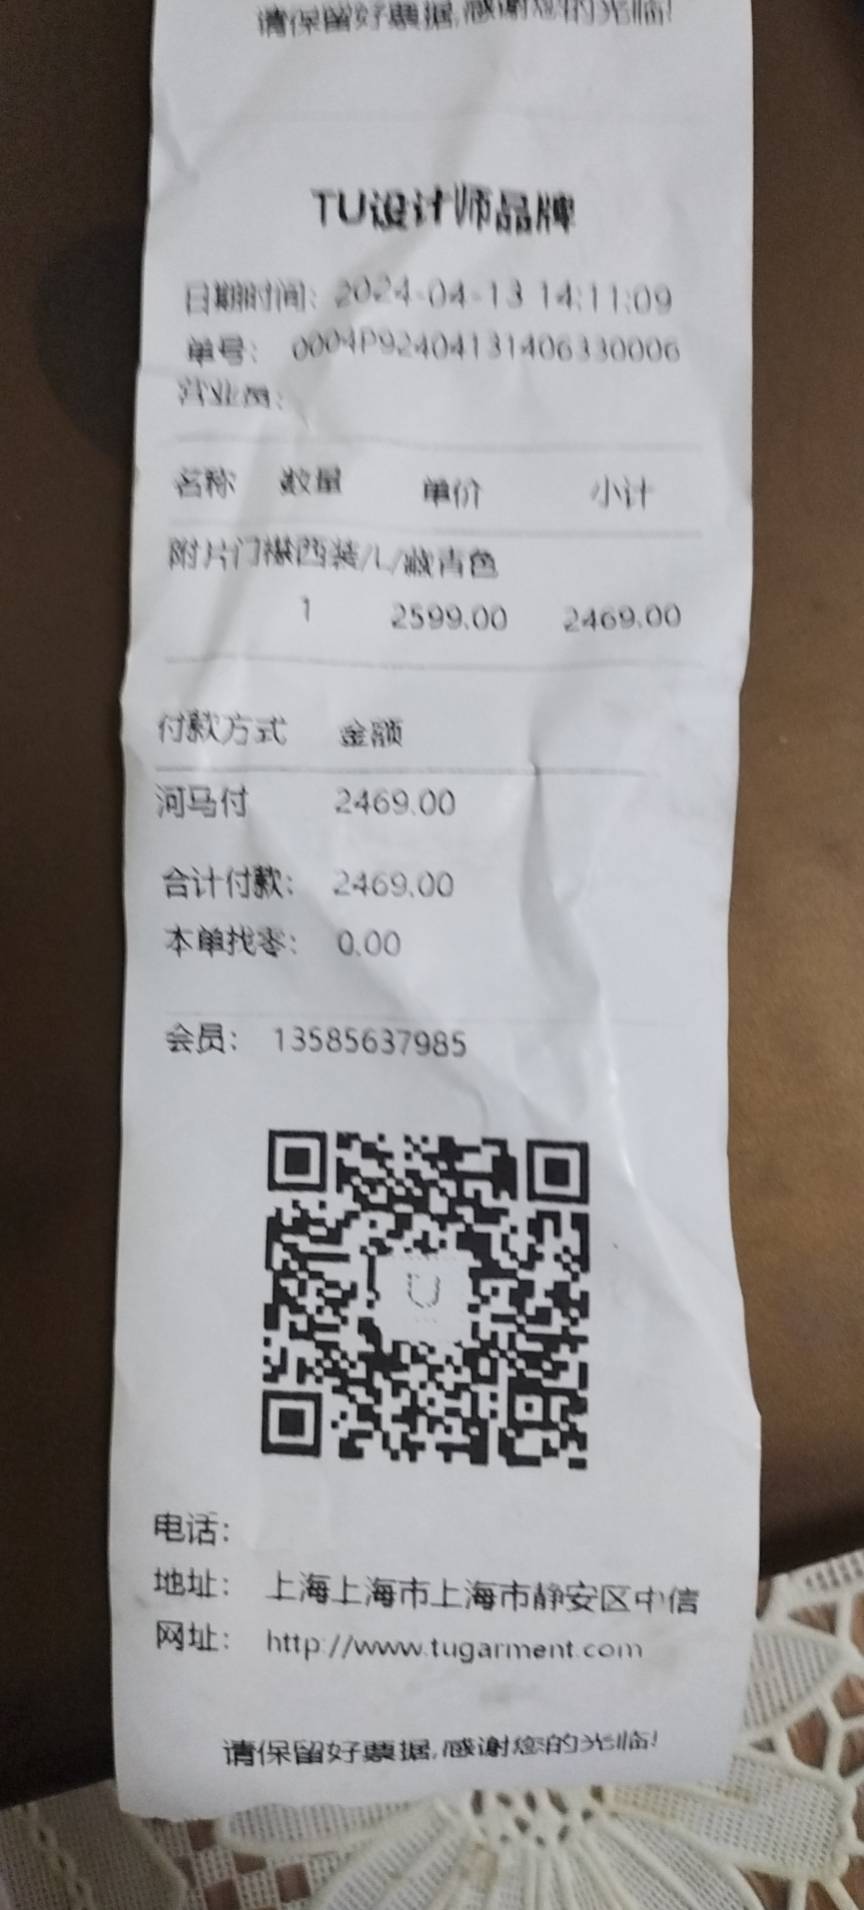 请保留好票据,感谢您的光临!
TU设计师品牌
日期时间: 2024-04-13 14:11:09
单号: 0004P92404131406330006
营业员:
名称 数量 单价 小计
附片门襟西装/L/藏青色
1 2599.00 2469.00
付款方式 金额
河马付 2469.00
合计付款: 2469.00
本单找零: 0.00
会员: 13585637985
U
电话:
地址: 上海上海市上海市静安区中信
网址: http://www.tugarment.com
请保留好票据,感谢您的光临!